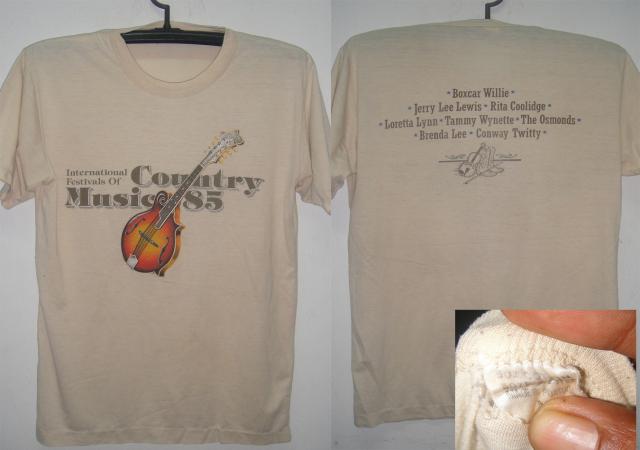 International
Festivals Of Country
Music '85
• Boxcar Willie •
• Jerry Lee Lewis • Rita Coolidge •
• Loretta Lynn • Tammy Wynette • The Osmonds •
• Brenda Lee • Conway Twitty •